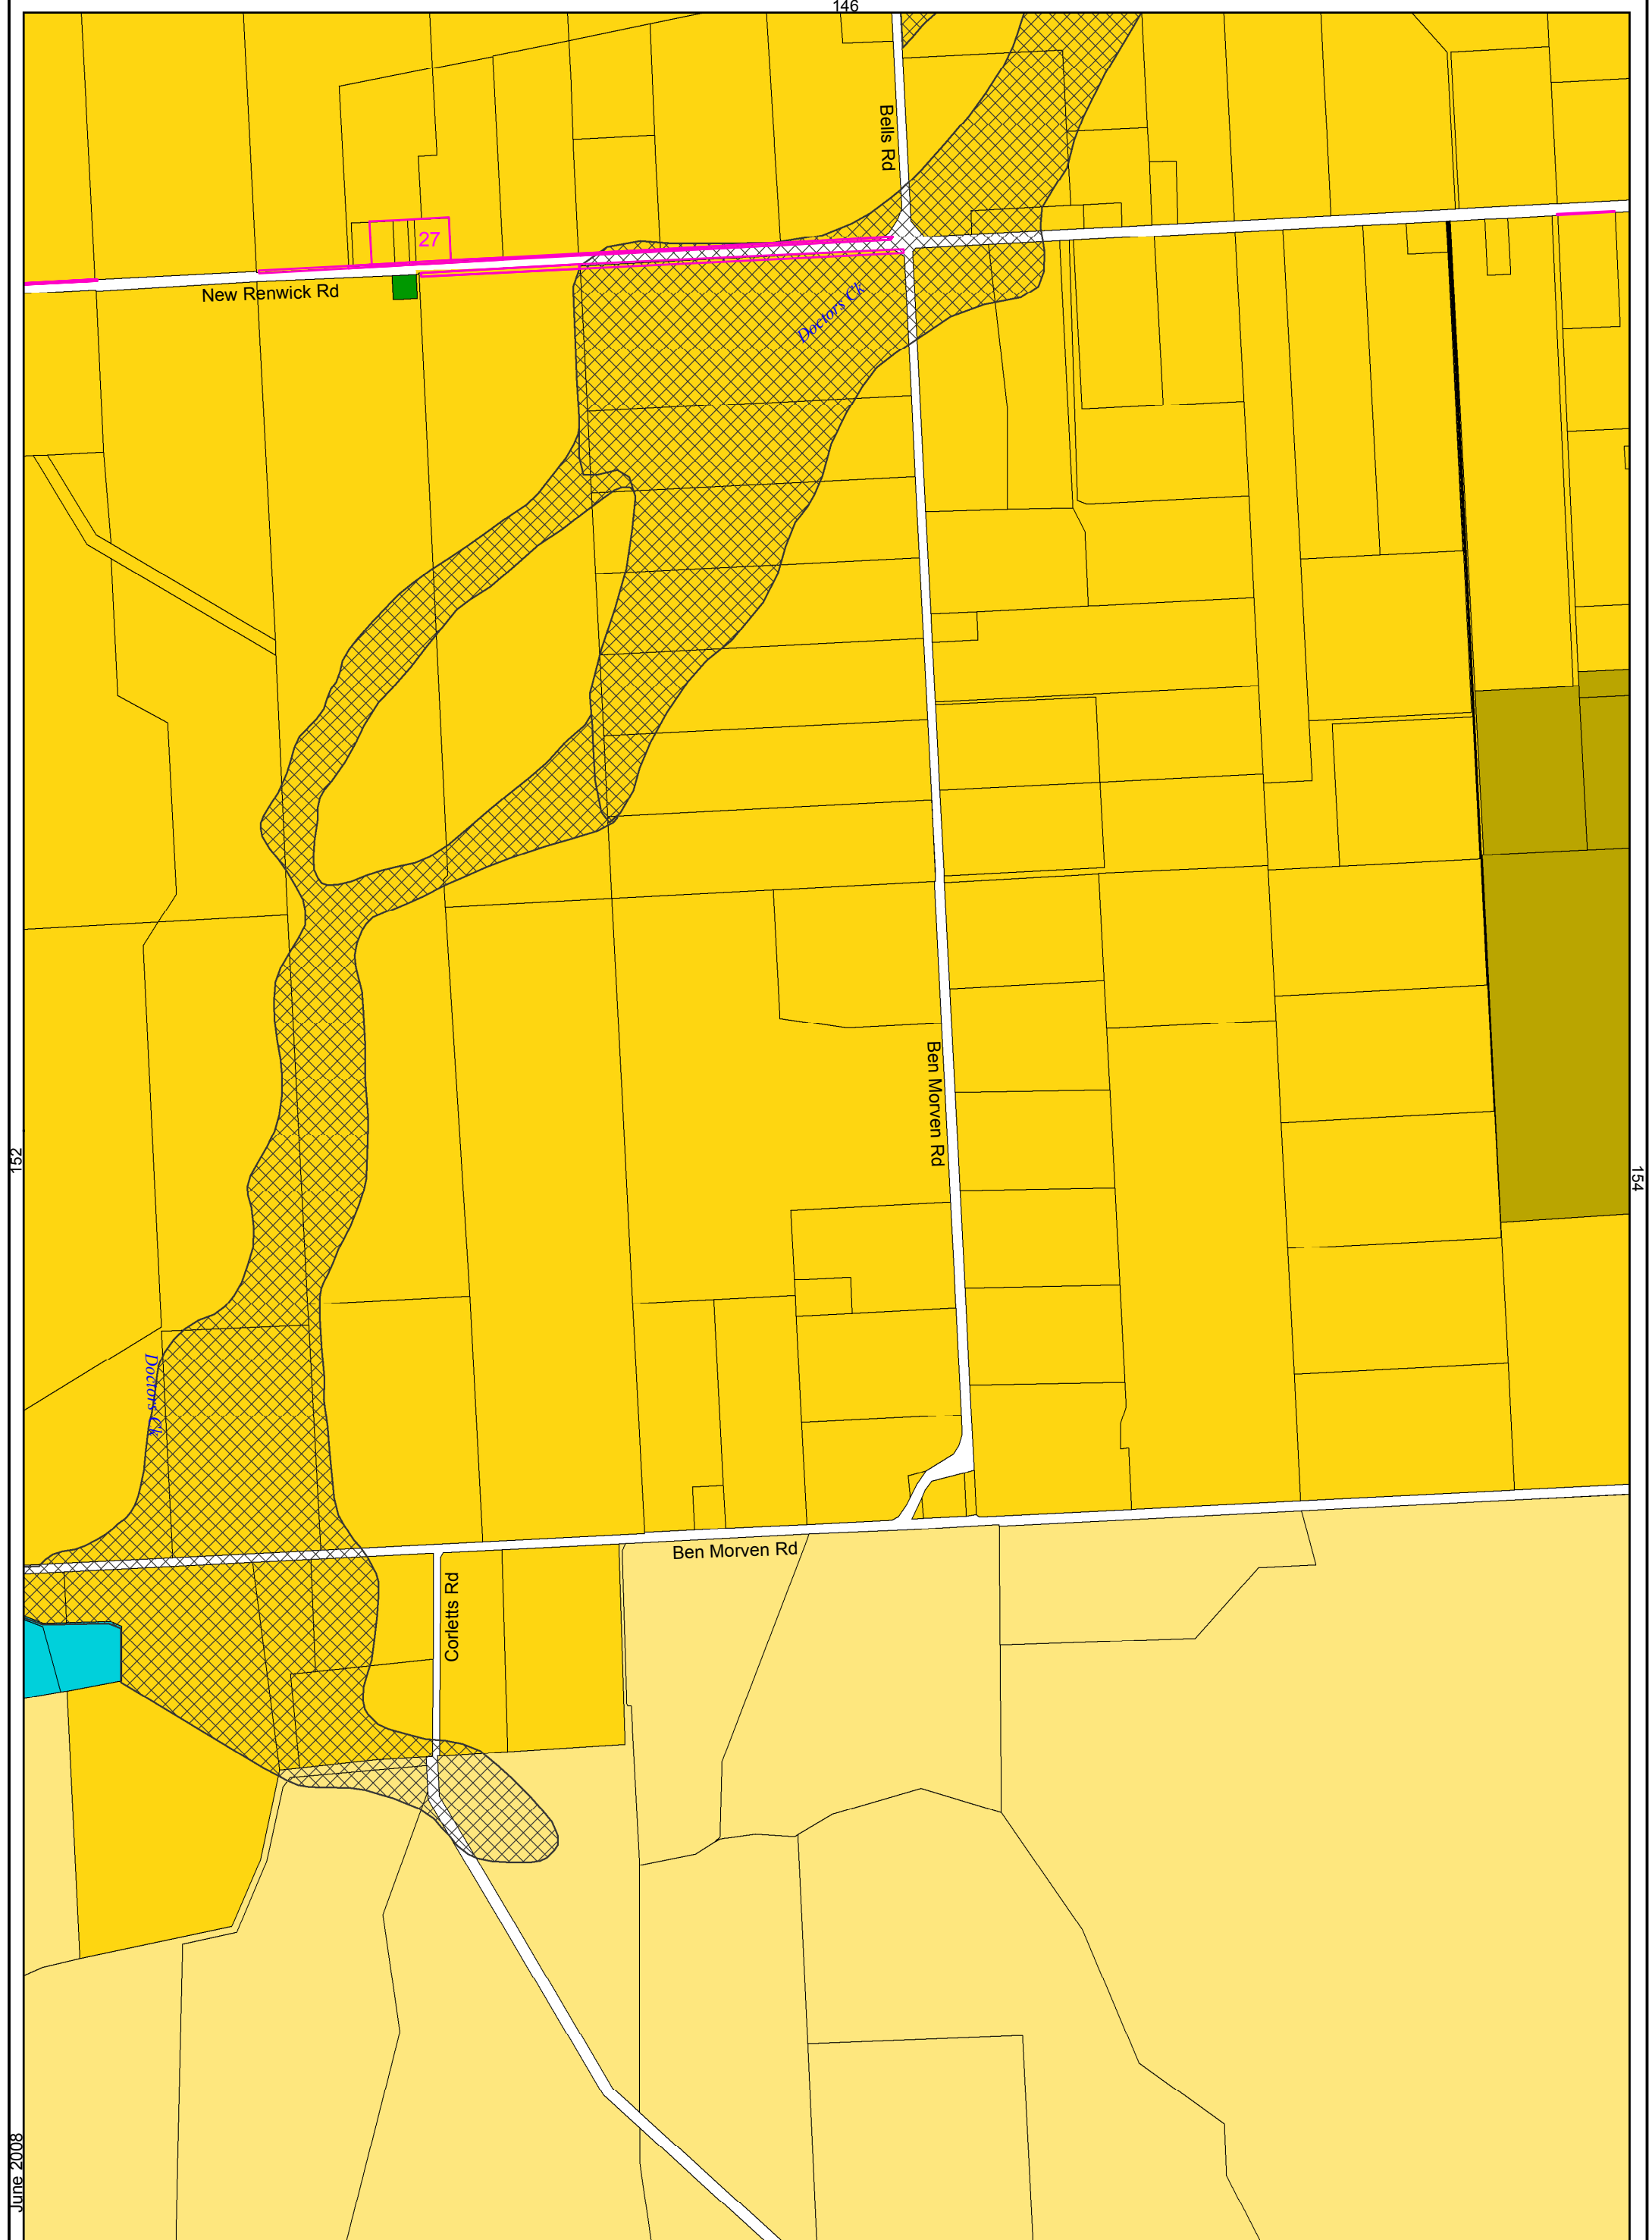 146
Bells Rd
27
New Renwick Rd
Doctors Ck
Ben Morven Rd
152
154
Doctors Ck
Ben Morven Rd
Corletts Rd
June 2008